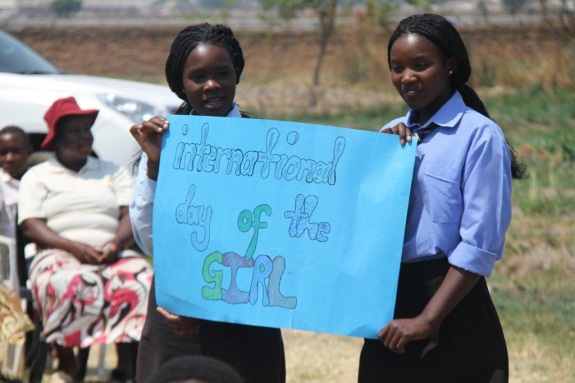 international
day of the
GIRL